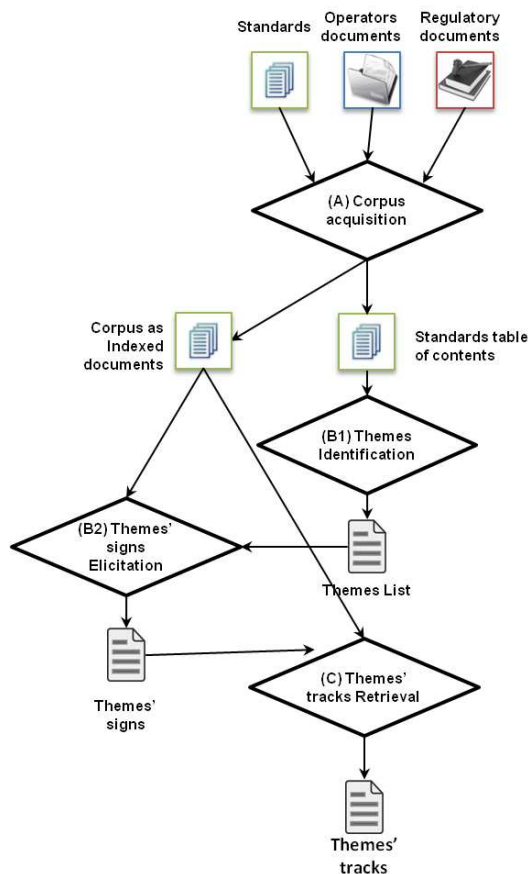 Standards
Operators
documents
Regulatory
documents
(A) Corpus
acquisition
Corpus as
Indexed
documents
Standards table
of contents
(B1) Themes
Identification
(B2) Themes'
signs
Elicitation
Themes List
Themes'
signs
(C) Themes'
tracks Retrieval
Themes'
tracks